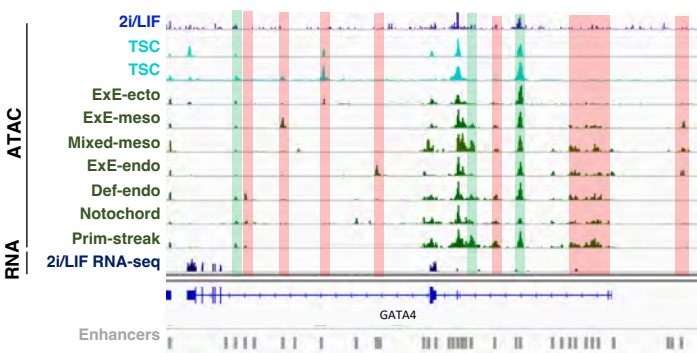 2i/LIF
TSC
TSC
ExE-ecto
ExE-meso
Mixed-meso
ExE-endo
Def-endo
Notochord
Prim-streak
2i/LIF RNA-seq
ATAC
RNA
GATA4
Enhancers